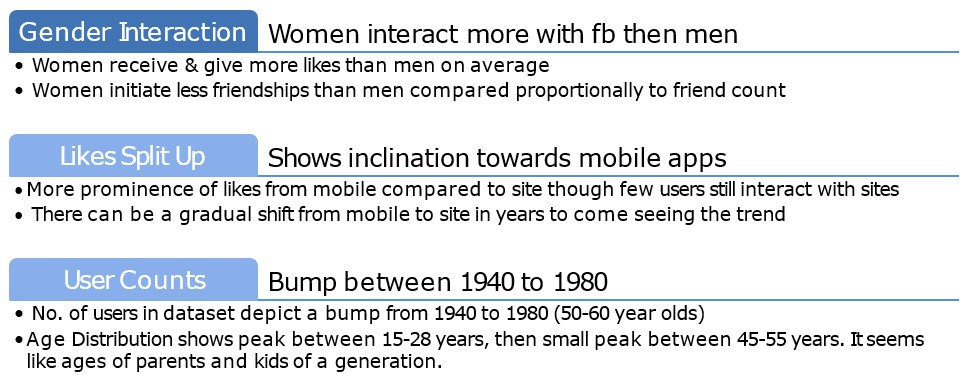 Gender Interaction Women interact more with fb then men
• Women receive & give more likes than men on average
• Women initiate less friendships than men compared proportionally to friend count
Likes Split Up Shows inclination towards mobile apps
• More prominence of likes from mobile compared to site though few users still interact with sites
• There can be a gradual shift from mobile to site in years to come seeing the trend
User Counts Bump between 1940 to 1980
• No. of users in dataset depict a bump from 1940 to 1980 (50-60 year olds)
• Age Distribution shows peak between 15-28 years, then small peak between 45-55 years. It seems
like ages of parents and kids of a generation.